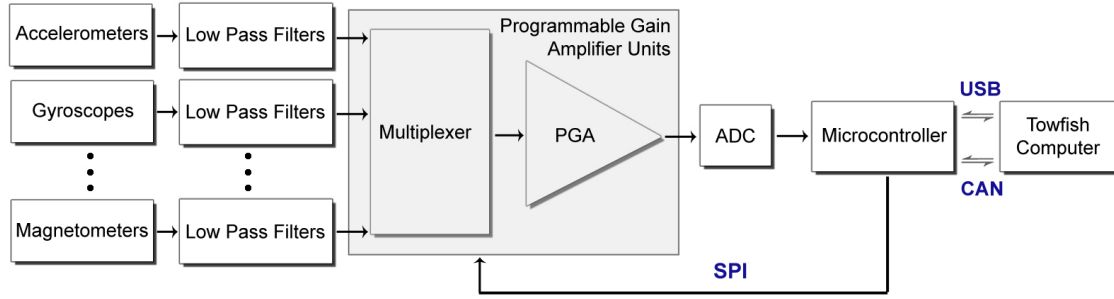 Accelerometers
Low Pass Filters
Programmable Gain
Amplifier Units
Gyroscopes
Low Pass Filters
Multiplexer
PGA
ADC
Microcontroller
USB
Towfish
Computer
CAN
Magnetometers
Low Pass Filters
SPI